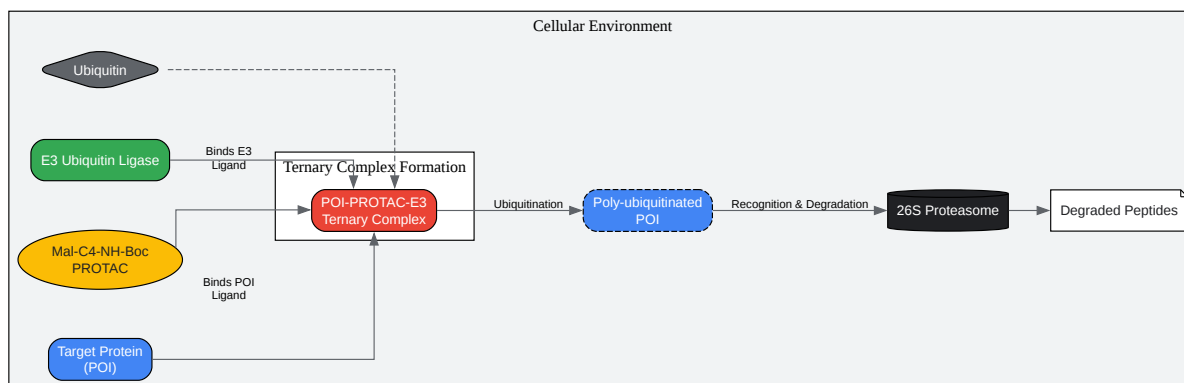 Cellular Environment
Ubiquitin
E3 Ubiquitin Ligase
Binds E3
Ligand
Ternary Complex Formation
POI-PROTAC-E3
Ternary Complex
Ubiquitination
Poly-ubiquitinated
POI
Recognition & Degradation
26S Proteasome
Degraded Peptides
Mal-C4-NH-Boc
PROTAC
Binds POI
Ligand
Target Protein
(POI)